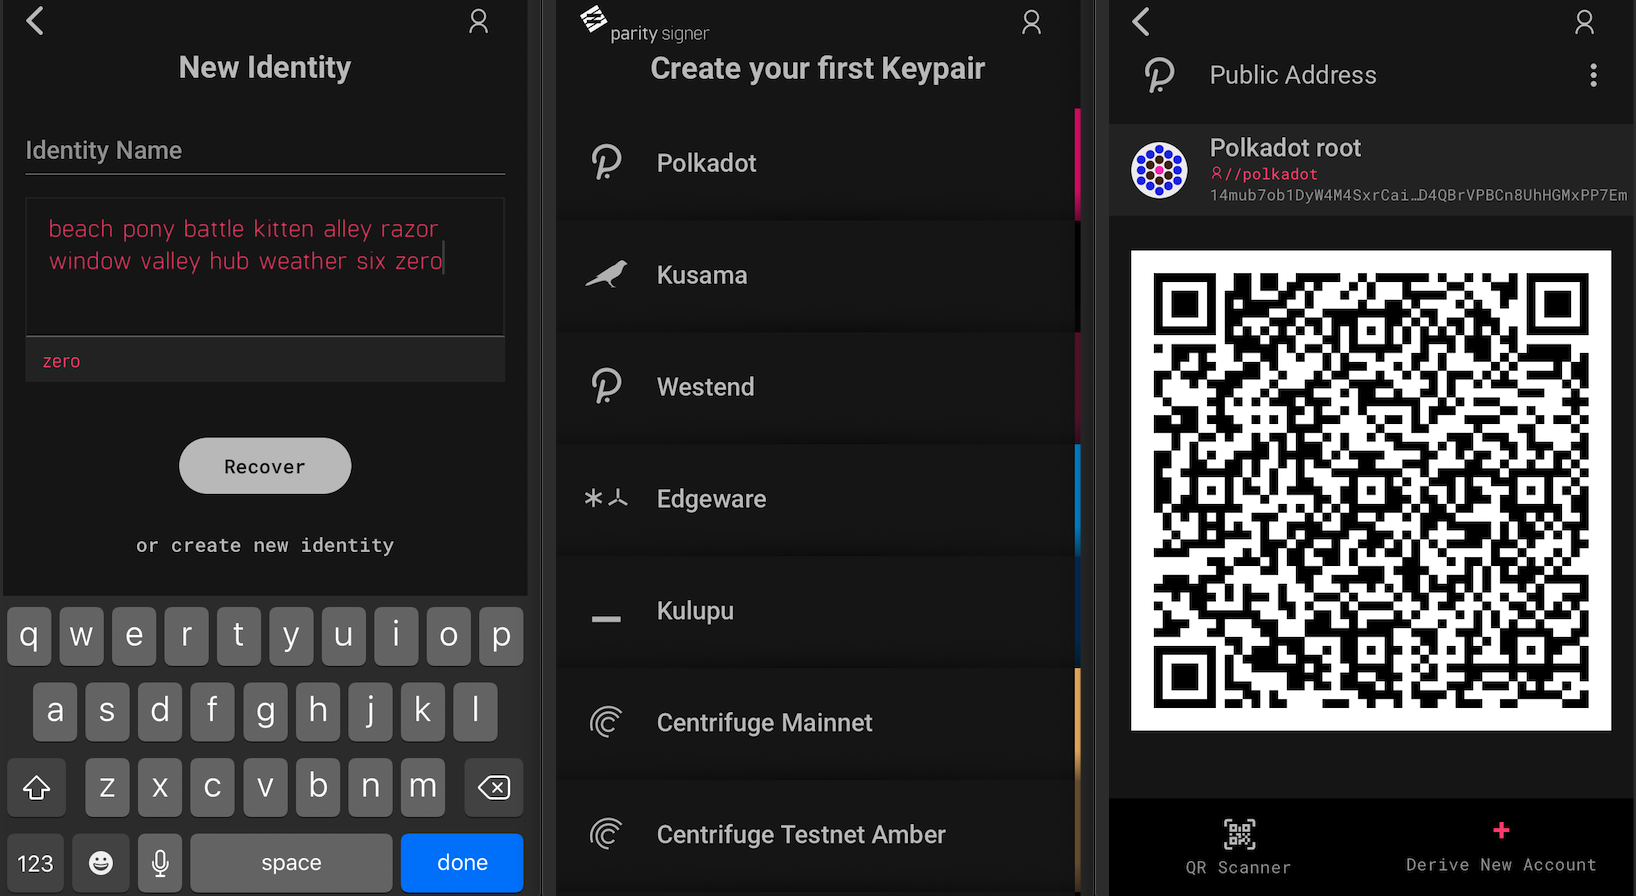 New Identity
Identity Name
beach pony battle kitten alley razor
window valley hub weather six zero
zero
Recover
or create new identity
q w e r t y u i o p
a s d f g h j k l
z x c v b n m
123 space done
parity signer
Create your first Keypair
Polkadot
Kusama
Westend
Edgeware
Kulupu
Centrifuge Mainnet
Centrifuge Testnet Amber
Public Address
Polkadot root
//polkadot
14mub7ob1DyW4M4SxrCai…D4QBrVPBCn8UhHGMxPP7Em
QR Scanner
Derive New Account